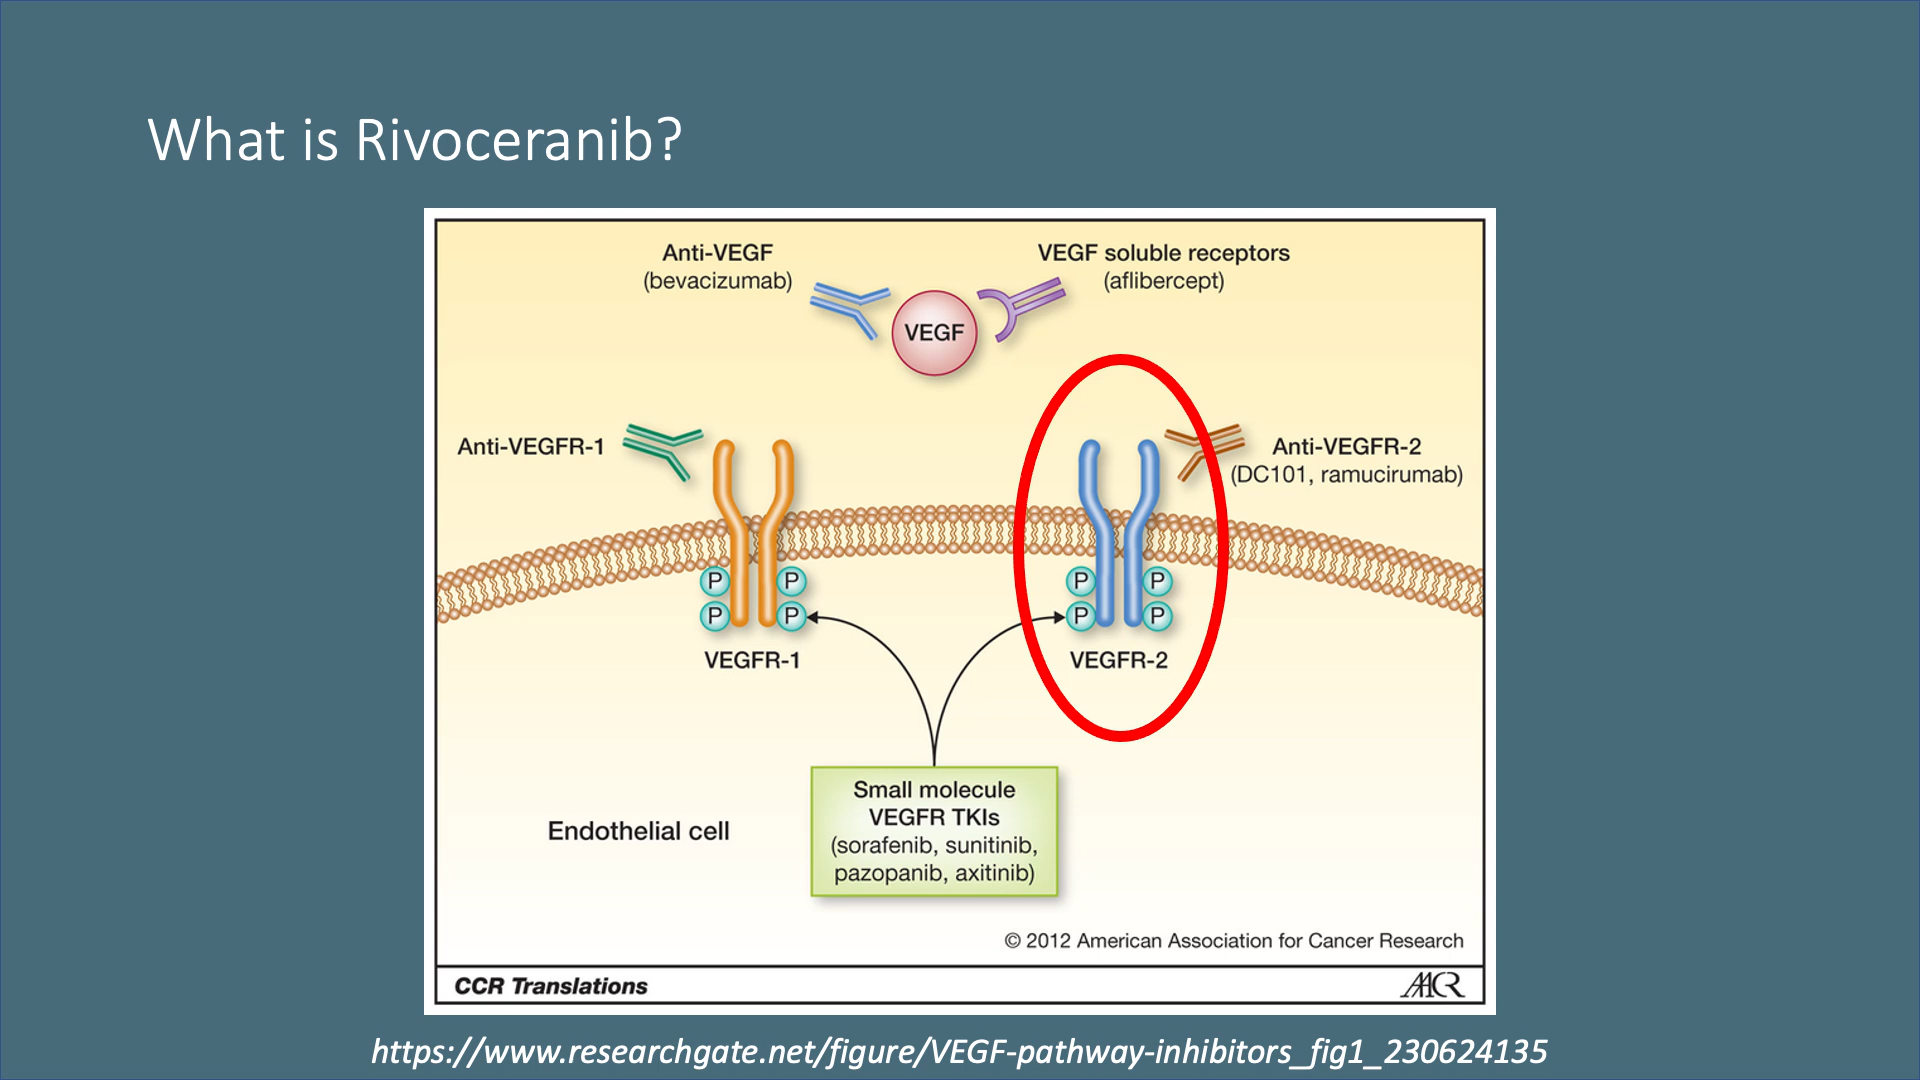 What is Rivoceranib?
Anti-VEGF
(bevacizumab)
VEGF soluble receptors
(aflibercept)
VEGF
Anti-VEGFR-1
Anti-VEGFR-2
(DC101, ramucirumab)
P
P
P
P
P
P
P
P
VEGFR-1
VEGFR-2
Small molecule
VEGFR TKIs
(sorafenib, sunitinib,
pazopanib, axitinib)
Endothelial cell
© 2012 American Association for Cancer Research
CCR Translations
AACR
https://www.researchgate.net/figure/VEGF-pathway-inhibitors_fig1_230624135